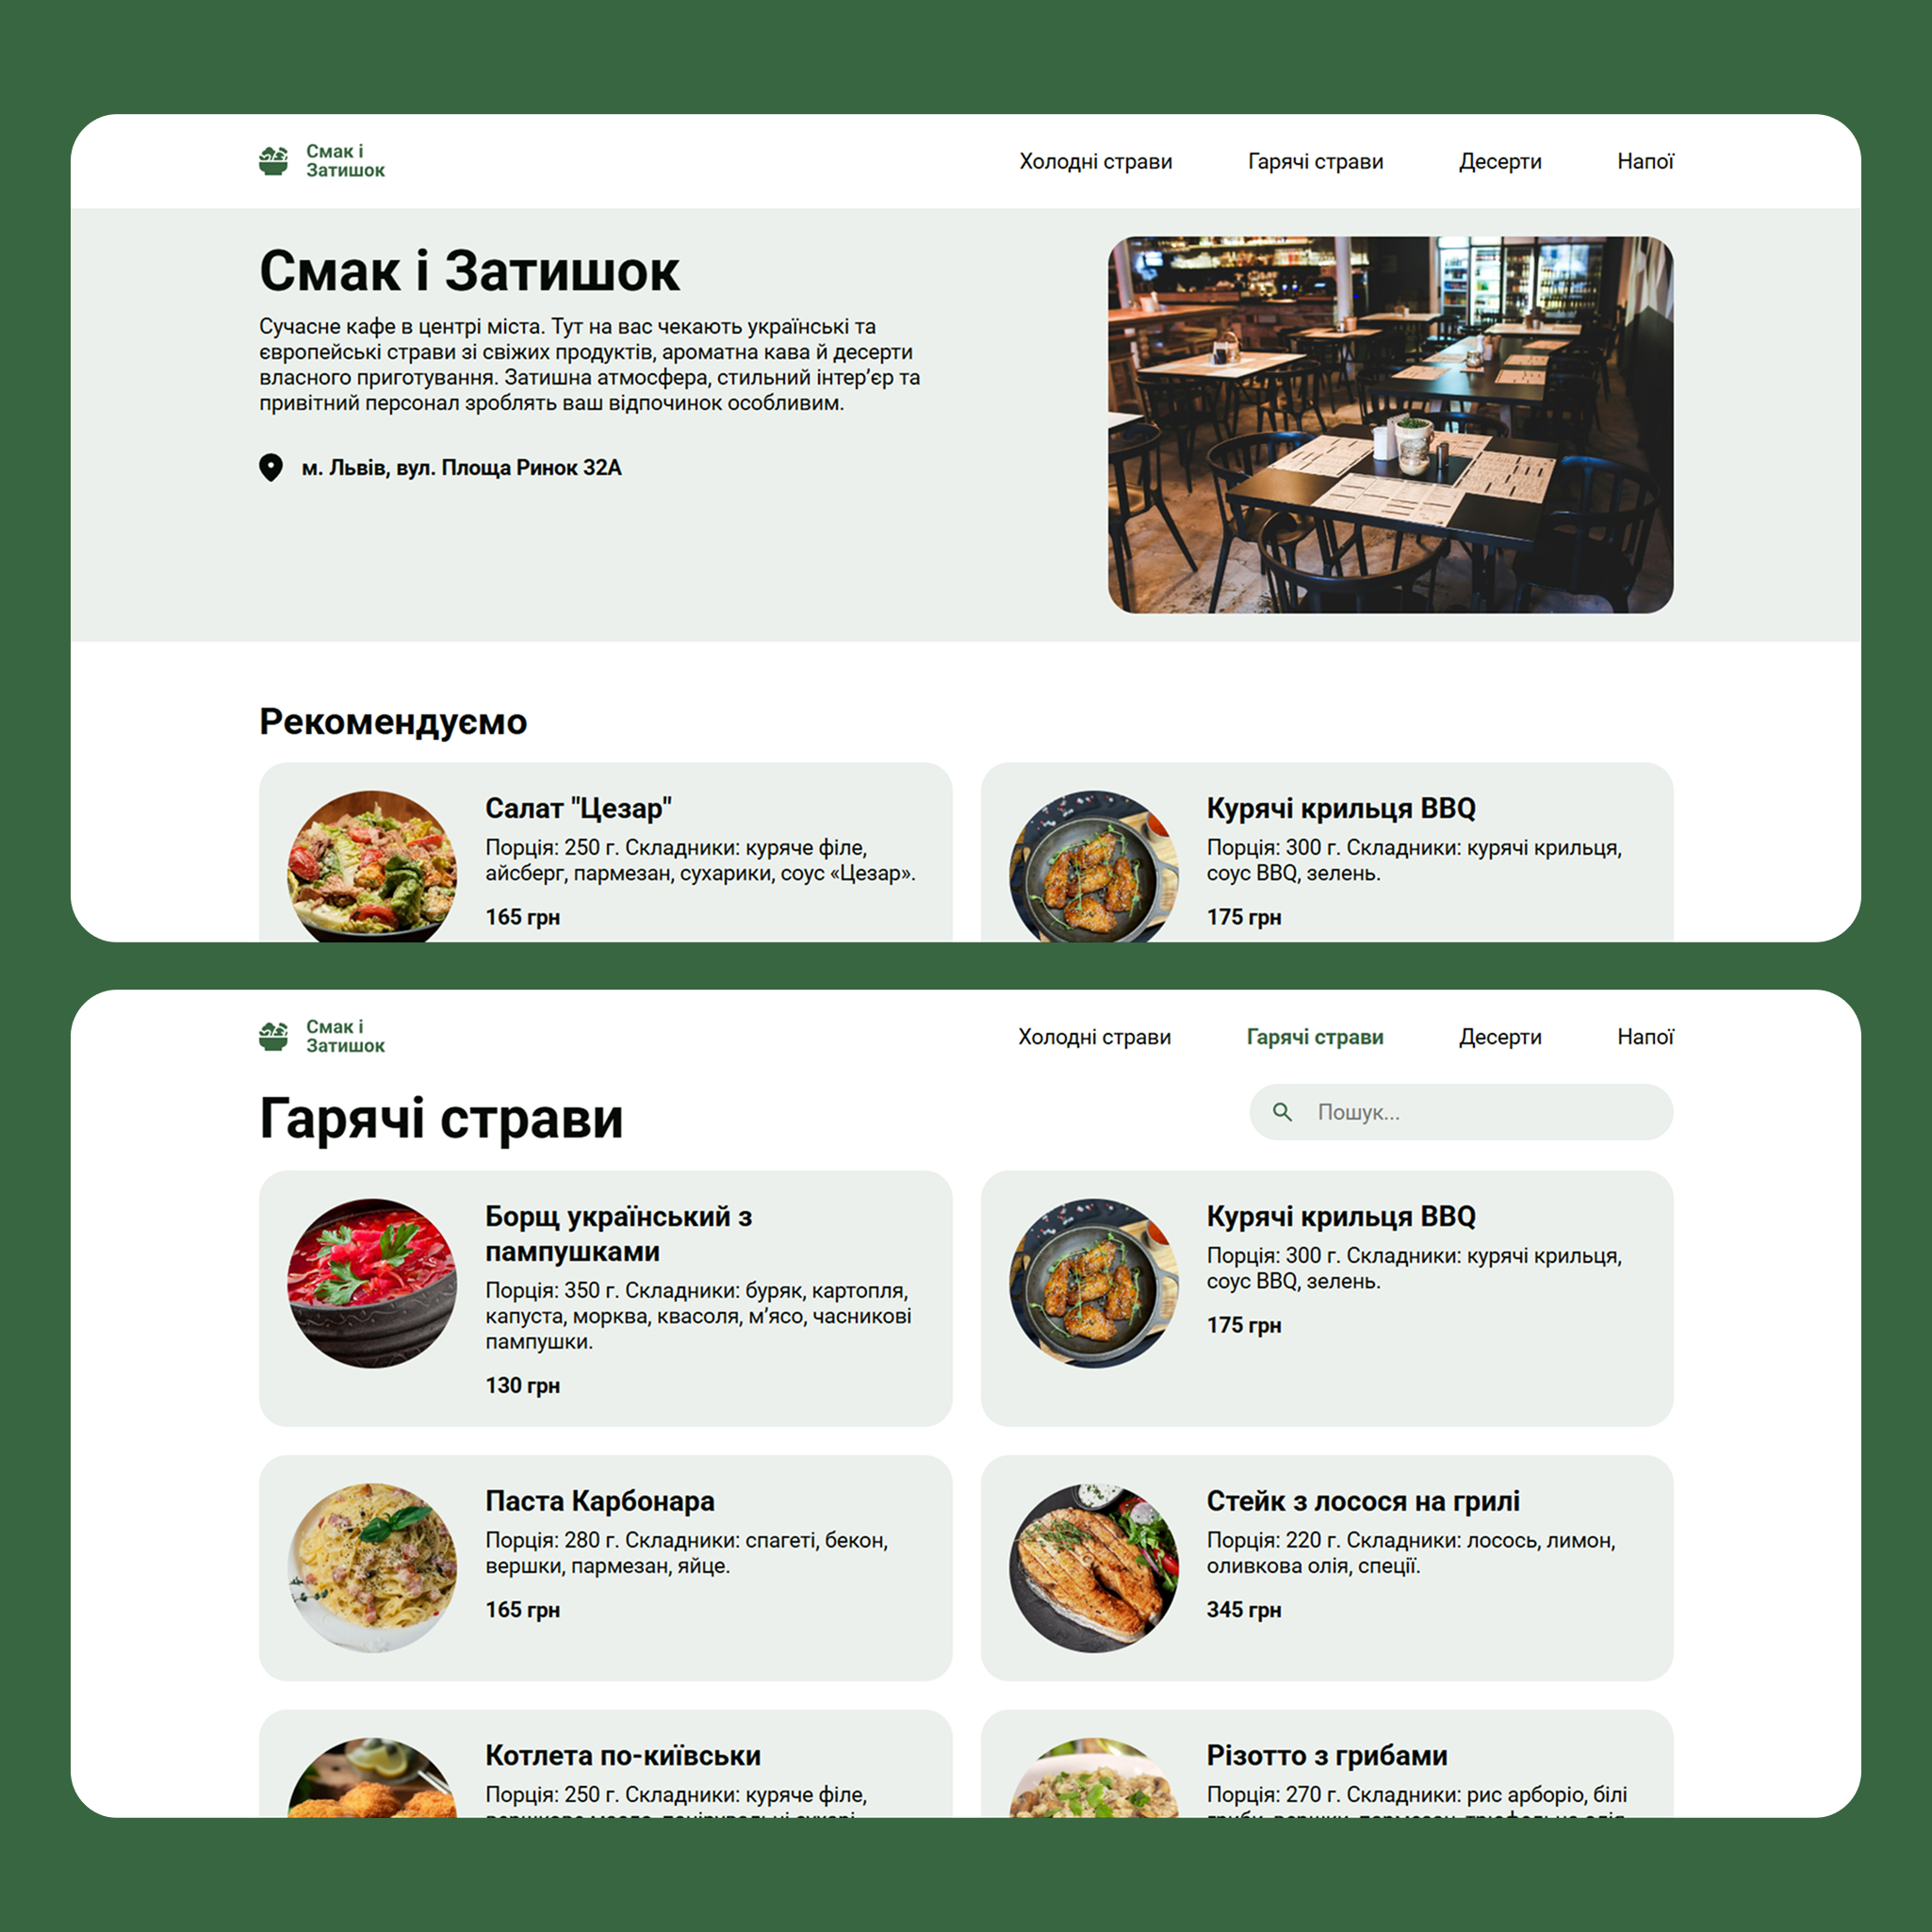 Смак і
Затишок
Холодні страви
Гарячі страви
Десерти
Напої
Смак і Затишок
Сучасне кафе в центрі міста. Тут на вас чекають українські та
європейські страви зі свіжих продуктів, ароматна кава й десерти
власного приготування. Затишна атмосфера, стильний інтер’єр та
привітний персонал зроблять ваш відпочинок особливим.
м. Львів, вул. Площа Ринок 32А
Рекомендуємо
Салат "Цезар"
Порція: 250 г. Складники: куряче філе,
айсберг, пармезан, сухарики, соус «Цезар».
165 грн
Курячі крильця BBQ
Порція: 300 г. Складники: курячі крильця,
соус BBQ, зелень.
175 грн
Смак і
Затишок
Холодні страви
Гарячі страви
Десерти
Напої
Гарячі страви
Пошук...
Борщ український з
пампушками
Порція: 350 г. Складники: буряк, картопля,
капуста, морква, квасоля, м’ясо, часникові
пампушки.
130 грн
Курячі крильця BBQ
Порція: 300 г. Складники: курячі крильця,
соус BBQ, зелень.
175 грн
Паста Карбонара
Порція: 280 г. Складники: спагеті, бекон,
вершки, пармезан, яйце.
165 грн
Стейк з лосося на грилі
Порція: 220 г. Складники: лосось, лимон,
оливкова олія, спеції.
345 грн
Котлета по-київськи
Порція: 250 г. Складники: куряче філе,
Різотто з грибами
Порція: 270 г. Складники: рис арборіо, білі